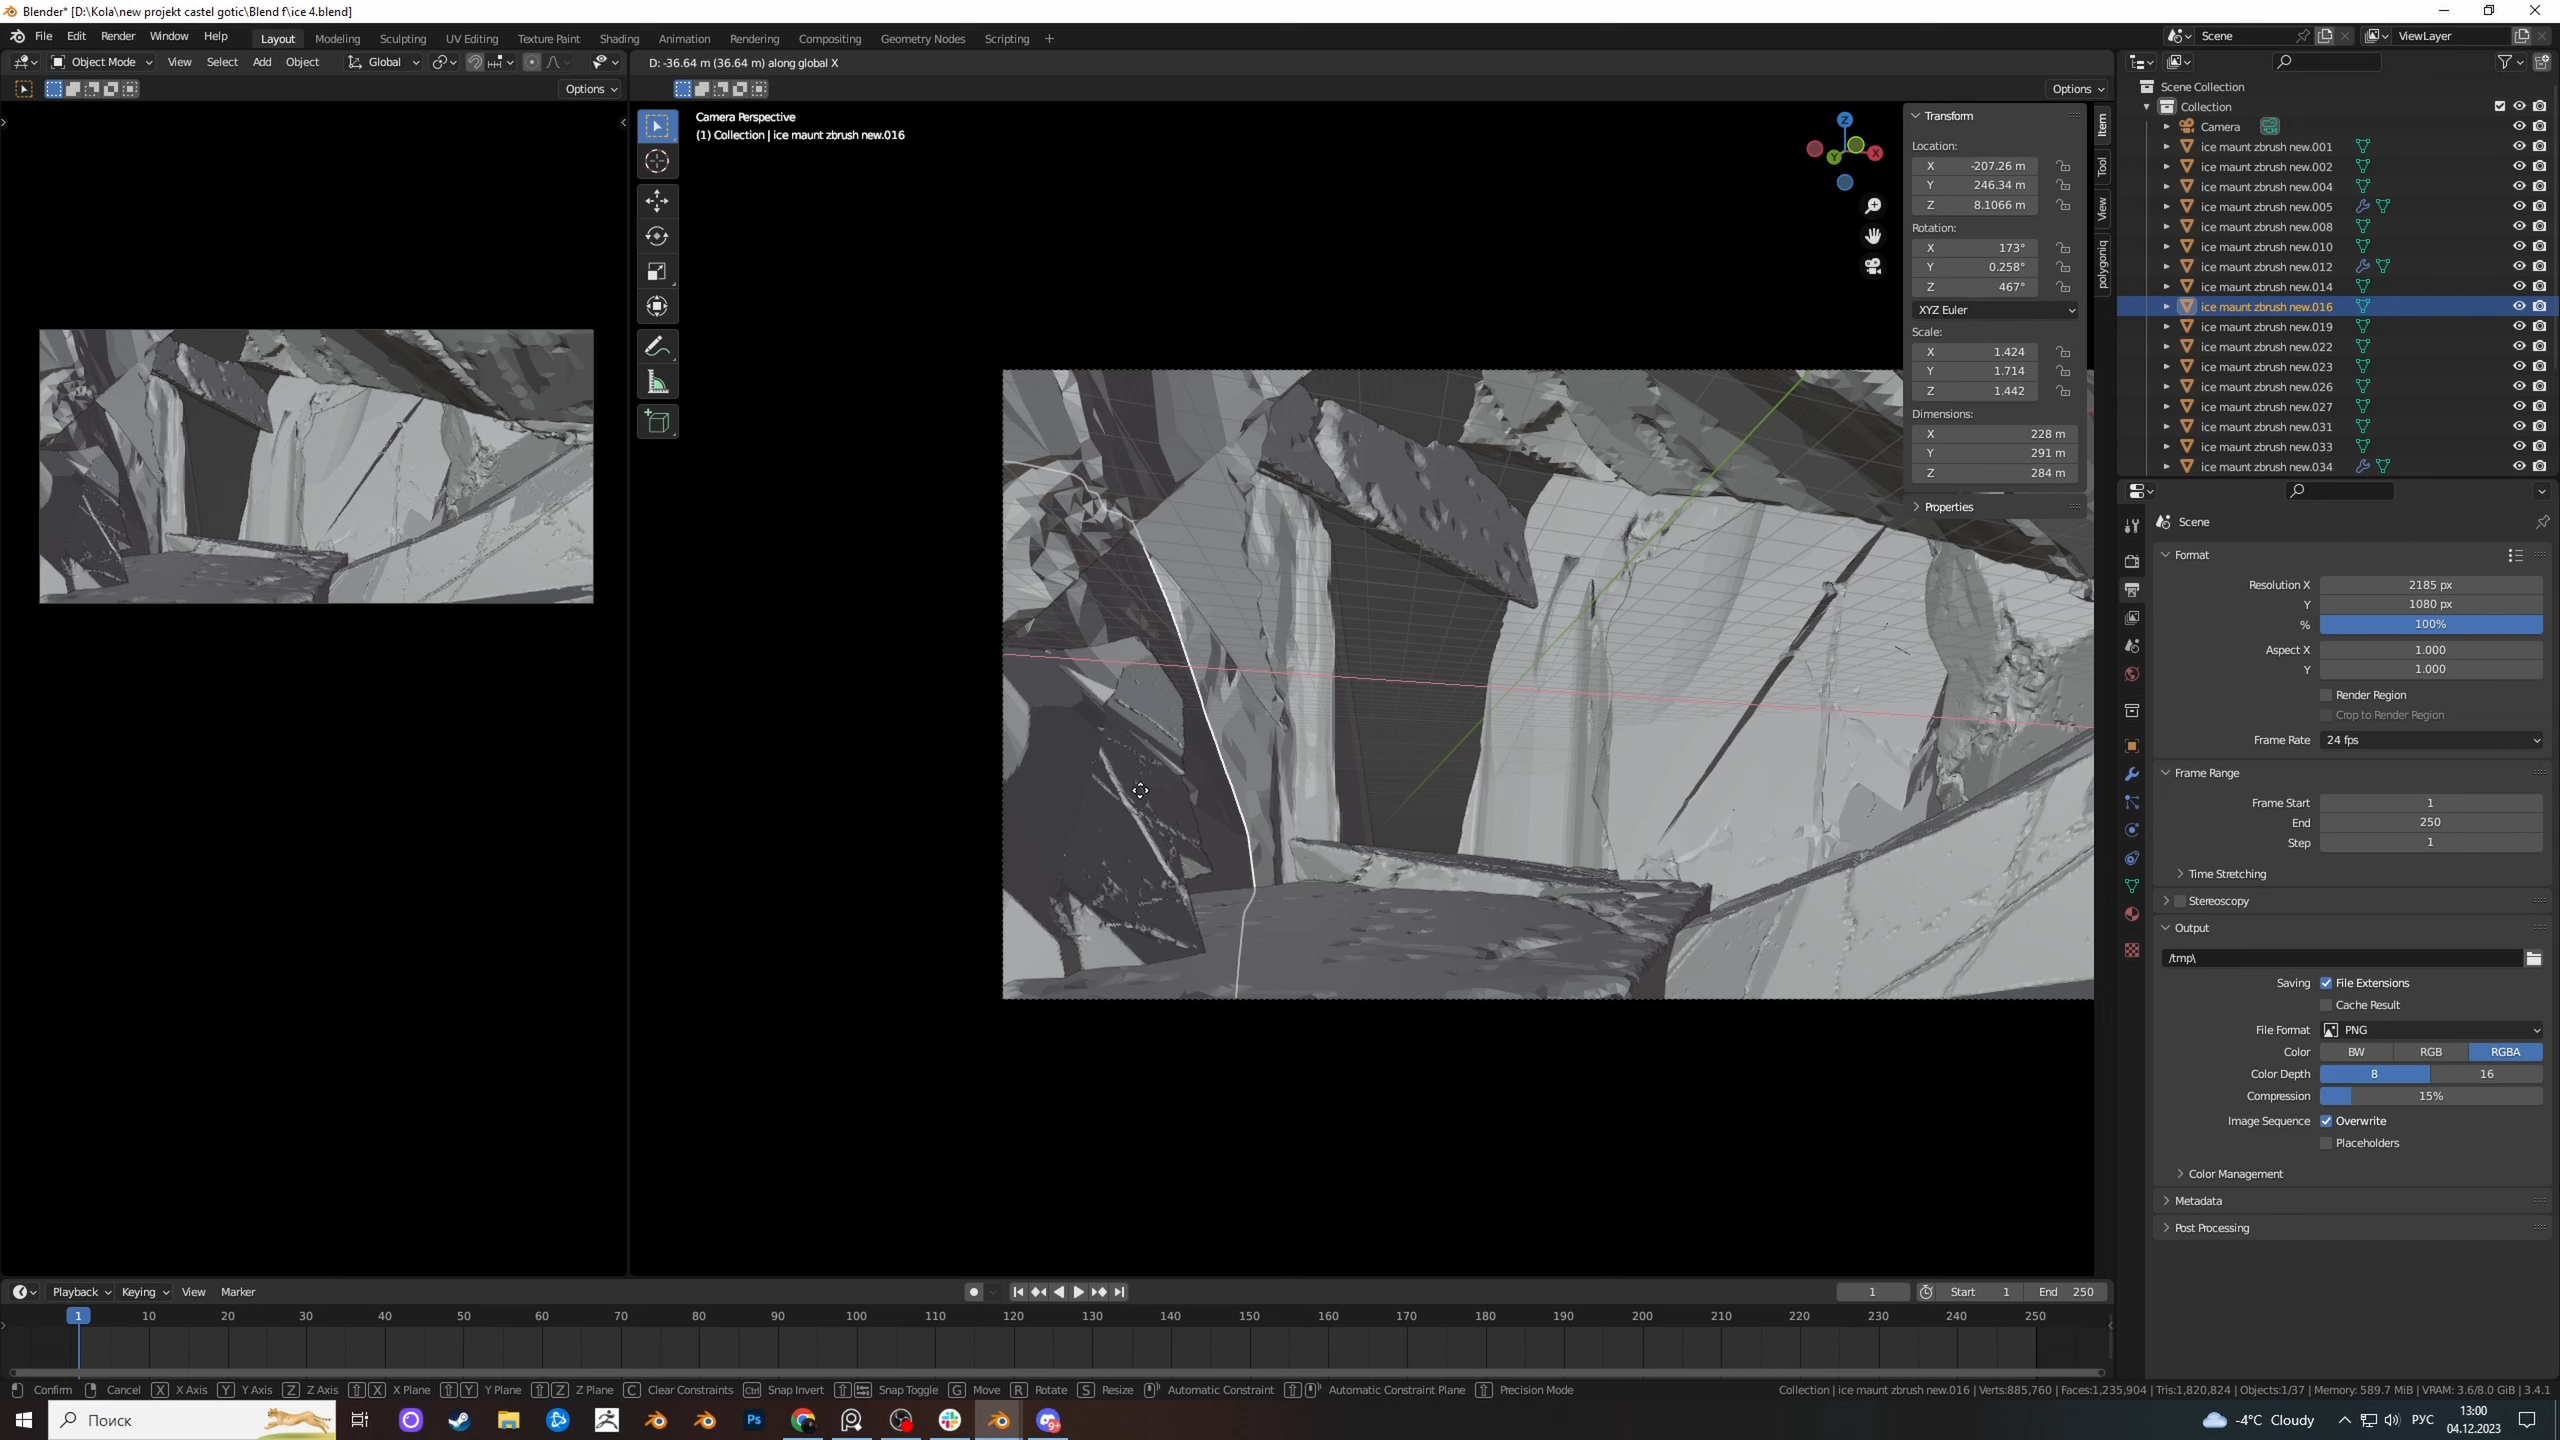 Blender* [D:\Kola\new projekt castel gotic\Blend f\ice 4.blend]
File Edit Render Window Help Layout Modeling Sculpting UV Editing Texture Paint Shading Animation Rendering Compositing Geometry Nodes Scripting + Scene ViewLayer
Object Mode View Select Add Object Global
D: -36.64 m (36.64 m) along global X
Options
Options
Camera Perspective
(1) Collection | ice maunt zbrush new.016
Z
X
Y
Transform
Location:
X -207.26 m
Y 246.34 m
Z 8.1066 m
Rotation:
X 173°
Y 0.258°
Z 467°
XYZ Euler
Scale:
X 1.424
Y 1.714
Z 1.442
Dimensions:
X 228 m
Y 291 m
Z 284 m
Properties
Item
Tool
View
polygoniq
Scene Collection
Collection
Camera
ice maunt zbrush new.001
ice maunt zbrush new.002
ice maunt zbrush new.004
ice maunt zbrush new.005
ice maunt zbrush new.008
ice maunt zbrush new.010
ice maunt zbrush new.012
ice maunt zbrush new.014
ice maunt zbrush new.016
ice maunt zbrush new.019
ice maunt zbrush new.022
ice maunt zbrush new.023
ice maunt zbrush new.026
ice maunt zbrush new.027
ice maunt zbrush new.031
ice maunt zbrush new.033
ice maunt zbrush new.034
Scene
Format
Resolution X 2185 px
Y 1080 px
% 100%
Aspect X 1.000
Y 1.000
Render Region
Crop to Render Region
Frame Rate 24 fps
Frame Range
Frame Start 1
End 250
Step 1
Time Stretching
Stereoscopy
Output
/tmp\
Saving File Extensions
Cache Result
File Format PNG
Color BW RGB RGBA
Color Depth 8 16
Compression 15%
Image Sequence Overwrite
Placeholders
Color Management
Metadata
Post Processing
Playback Keying View Marker 1 Start 1 End 250
1 10 20 30 40 50 60 70 80 90 100 110 120 130 140 150 160 170 180 190 200 210 220 230 240 250
Confirm Cancel X X Axis Y Y Axis Z Z Axis X X Plane Y Y Plane Z Z Plane C Clear Constraints Ctrl Snap Invert Snap Toggle G Move R Rotate S Resize Automatic Constraint Automatic Constraint Plane Precision Mode
Collection | ice maunt zbrush new.016 | Verts:885,760 | Faces:1,235,904 | Tris:1,820,824 | Objects:1/37 | Memory: 589.7 MiB | VRAM: 3.6/8.0 GiB | 3.4.1
Поиск
Ps
9+
-4°C Cloudy
РУС
13:00
04.12.2023